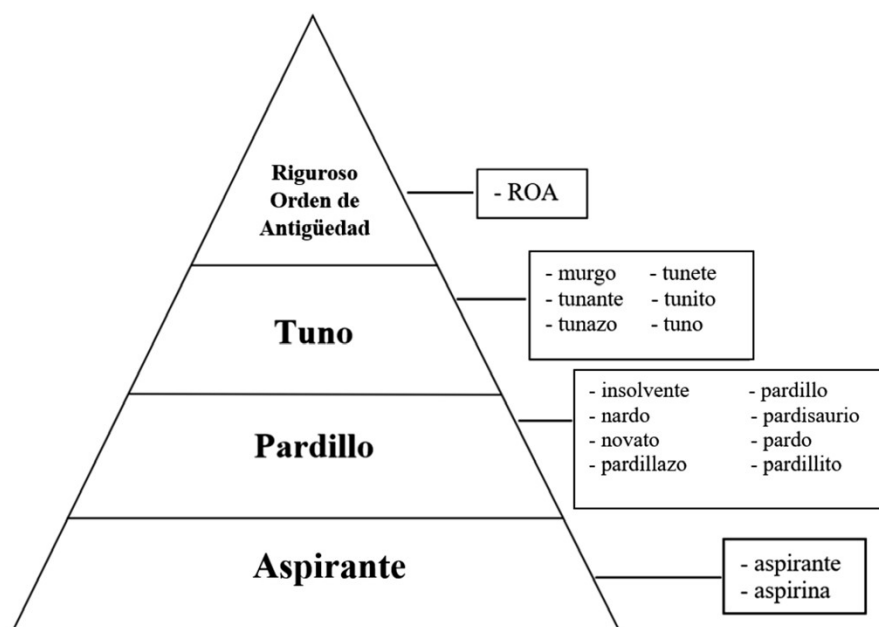 Riguroso
Orden de
Antigüedad
- ROA
Tuno
- murgo - tunete
- tunante - tunito
- tunazo - tuno
Pardillo
- insolvente - pardillo
- nardo - pardisaurio
- novato - pardo
- pardillazo - pardillito
Aspirante
- aspirante
- aspirina